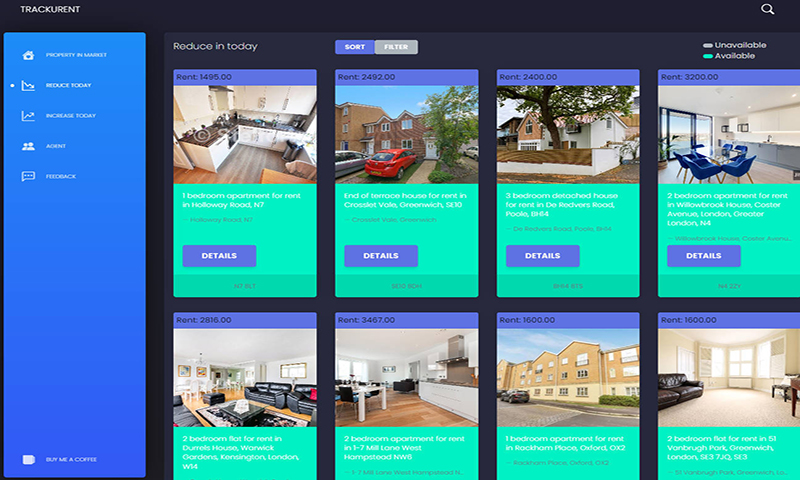 TRACKURENT
PROPERTY IN MARKET
REDUCE TODAY
INCREASE TODAY
AGENT
FEEDBACK
BUY ME A COFFEE
Reduce in today
SORT
FILTER
Unavailable
Available
Rent: 1495.00
1 bedroom apartment for rent
in Holloway Road, N7
Holloway Road, N7
DETAILS
N7 8LT
Rent: 2492.00
End of terrace house for rent in
Crosslet Vale, Greenwich, SE10
Crosslet Vale, Greenwich
DETAILS
SE10 8DH
Rent: 2400.00
3 bedroom detached house
for rent in De Redvers Road,
Poole, BH14
De Redvers Road, Poole
DETAILS
BH14
Rent: 3200.00
2 bedroom apartment for rent
in Willowbrook House, Coster
Avenue, London, Greater
London, N4
Willowbrook House, Coster Avenu...
DETAILS
N4 2ZY
Rent: 2816.00
2 bedroom flat for rent in
Durrels House, Warwick
Gardens, Kensington, London,
W14
Rent: 3467.00
2 bedroom apartment for rent
in 1-7 Mill Lane West
Hampstead NW6
1-7 Mill Lane West Hampstead N...
Rent: 1600.00
1 bedroom apartment for rent
in Rackham Place, Oxford, OX2
Rackham Place, Oxford, OX2
Rent: 1600.00
2 bedroom flat for rent in 51
Vanbrugh Park, Greenwich,
London, SE3 7JQ, SE3
51 Vanbrugh Park, Greenwich, Lo...